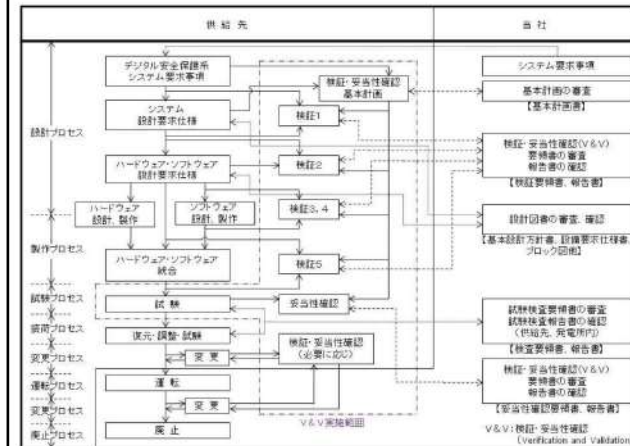 供給先
当社
デジタル安全保護系
システム要求事項
システム
設計要求仕様
ハードウェア・ソフトウェア
設計要求仕様
ハードウェア
設計、製作
ソフトウェア
設計、製作
ハードウェア・ソフトウェア
統合
試験
復元・調整・試験
変更
運転
変更
廃止
設計プロセス
製作プロセス
試験プロセス
装荷プロセス
変更プロセス
運転プロセス
変更プロセス
廃止プロセス
検証・妥当性確認
基本計画
検証1
検証2
検証3,4
検証5
妥当性確認
検証・妥当性確認
(必要に応じ)
V&V実施範囲
システム要求事項
基本計画の審査
【基本計画書】
検証・妥当性確認(V&V)
要領書の審査
報告書の確認
【検証要領書、報告書】
設計図書の審査、確認
【基本設計方針書、設備要求仕様書、
ブロック図他】
試験検査要領書の審査
試験検査報告書の確認
(供給先、発電所内)
【検査要領書、報告書】
検証・妥当性確認(V&V)
要領書の審査
報告書の確認
【妥当性確認要領書、報告書】
V&V:検証・妥当性確認
(Verification and Validation)